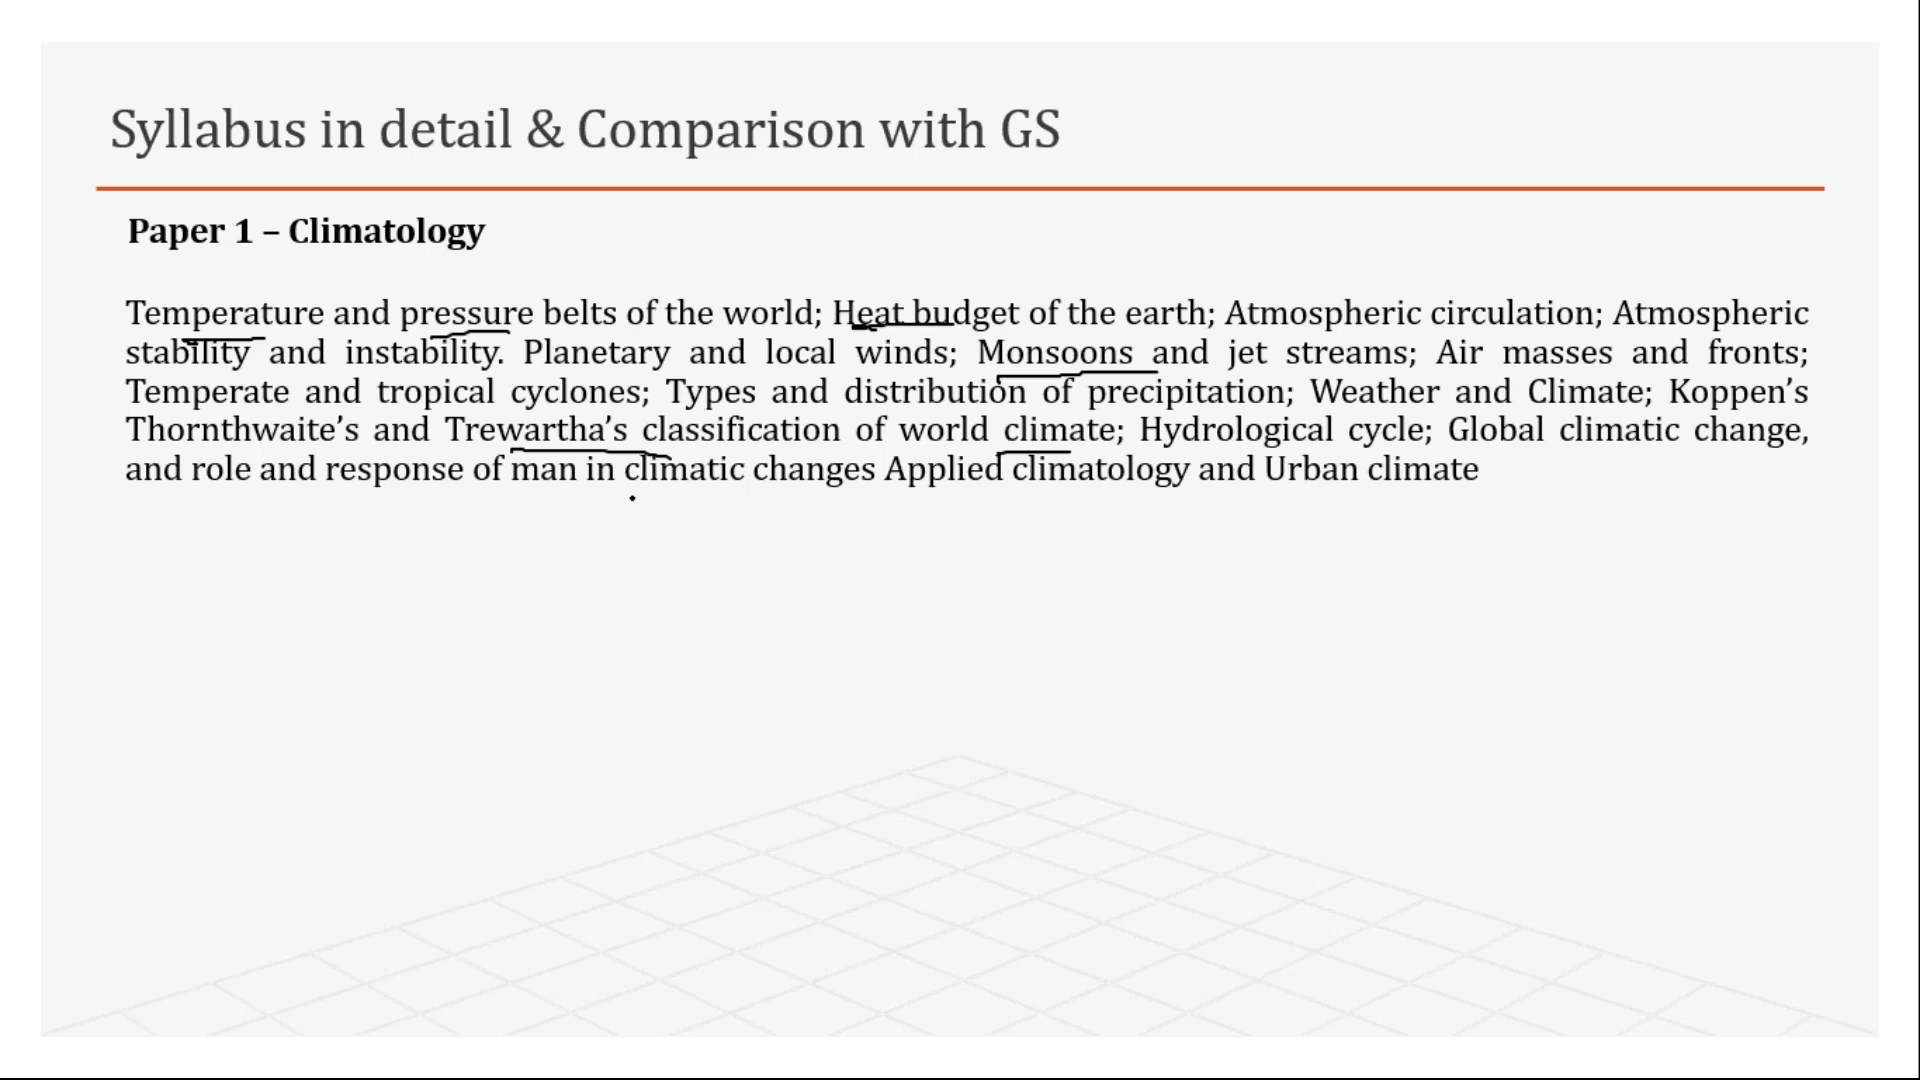 Syllabus in detail & Comparison with GS
Paper 1 – Climatology
Temperature and pressure belts of the world; Heat budget of the earth; Atmospheric circulation; Atmospheric
stability and instability. Planetary and local winds; Monsoons and jet streams; Air masses and fronts;
Temperate and tropical cyclones; Types and distribution of precipitation; Weather and Climate; Koppen’s
Thornthwaite’s and Trewartha’s classification of world climate; Hydrological cycle; Global climatic change,
and role and response of man in climatic changes Applied climatology and Urban climate